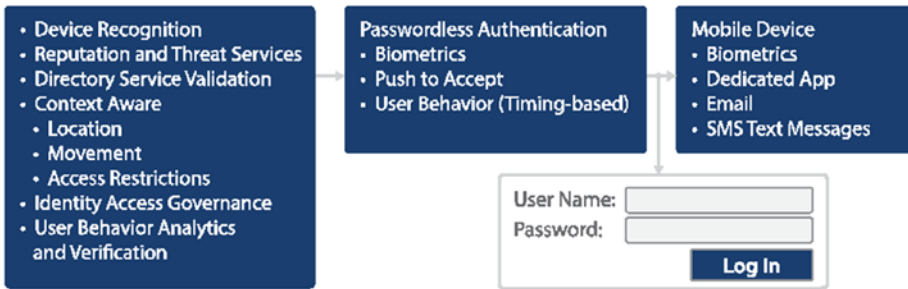 • Device Recognition
• Reputation and Threat Services
• Directory Service Validation
• Context Aware
• Location
• Movement
• Access Restrictions
• Identity Access Governance
• User Behavior Analytics
and Verification
Passwordless Authentication
• Biometrics
• Push to Accept
• User Behavior (Timing-based)
Mobile Device
• Biometrics
• Dedicated App
• Email
• SMS Text Messages
User Name:
Password:
Log In